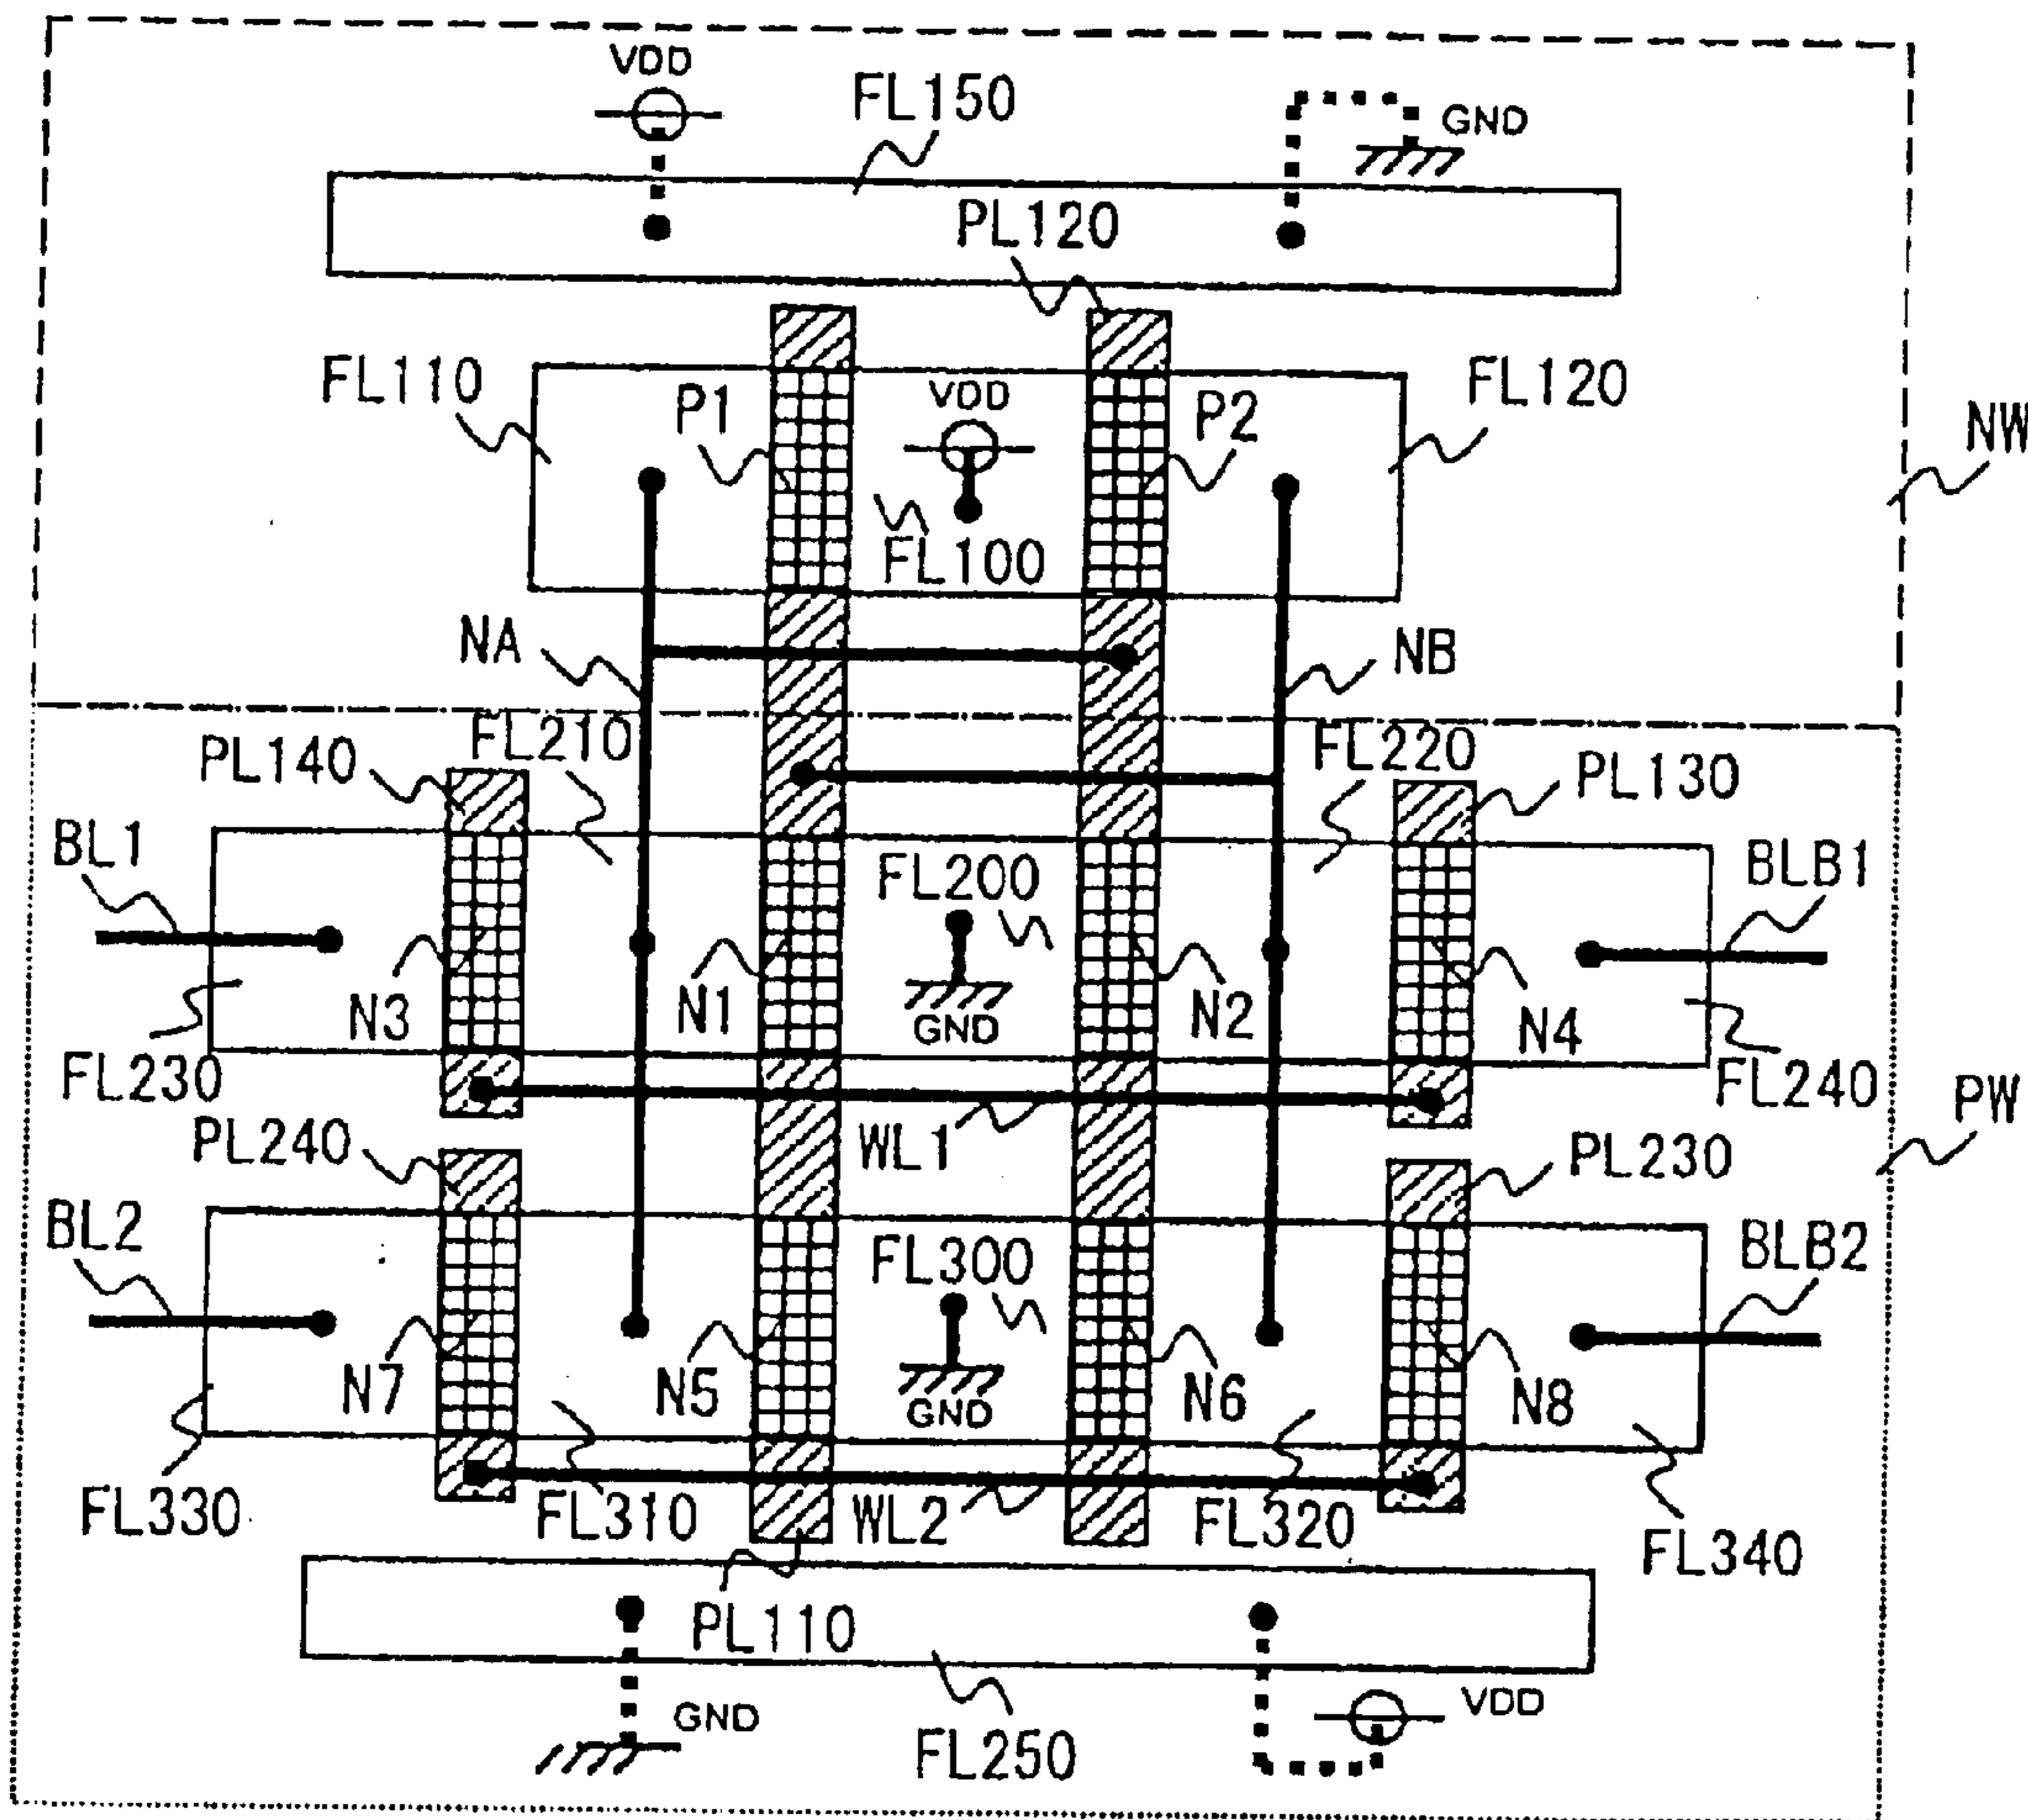 VDD
FL150
GND
PL120
FL110
P1
VDD
P2
FL120
NW
FL100
NA
NB
FL210
FL220
PL140
PL130
BL1
FL200
BLB1
N3
N1
GND
N2
N4
FL230
FL240
PW
PL240
WL1
PL230
BL2
FL300
BLB2
N7
N5
GND
N6
N8
FL330
FL310
WL2
FL320
FL340
PL110
GND
FL250
VDD